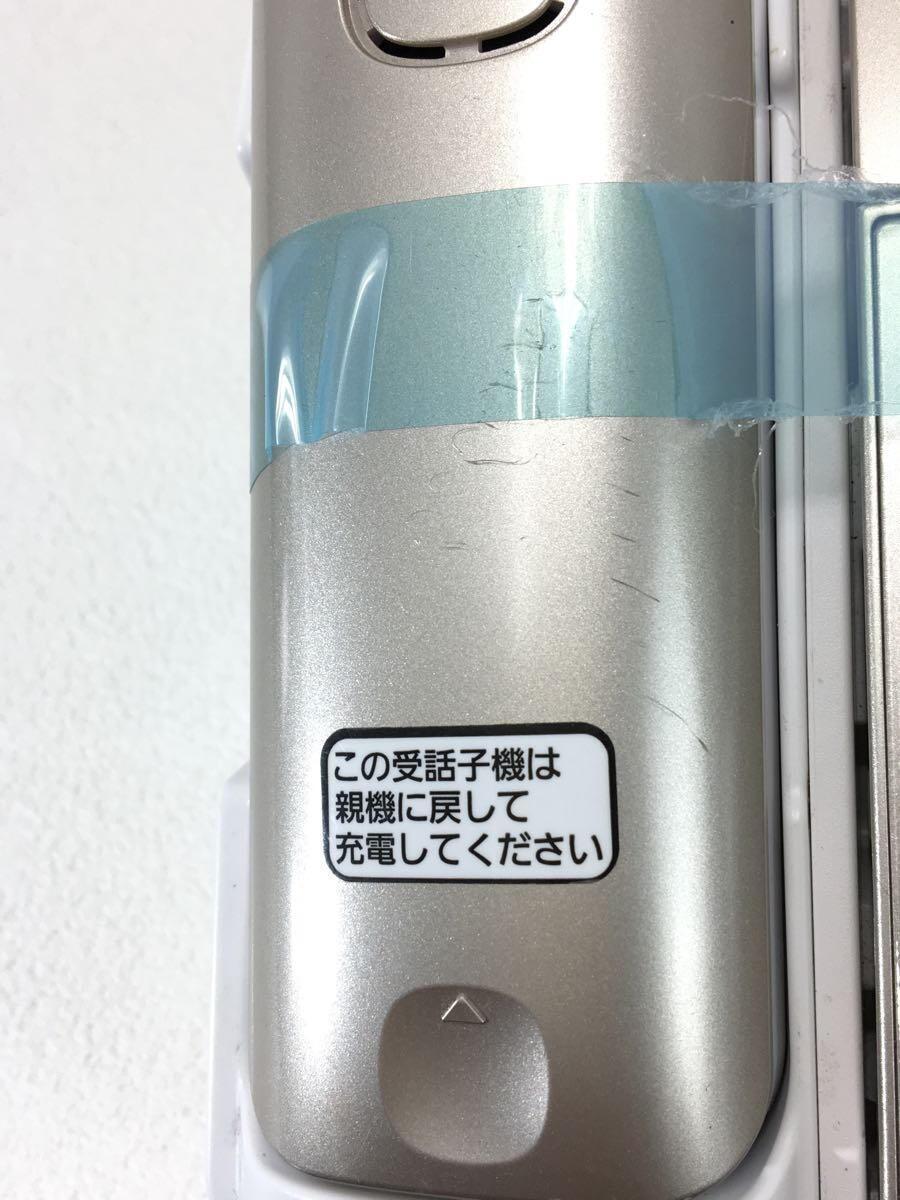 この受話子機は
親機に戻して
充電してください